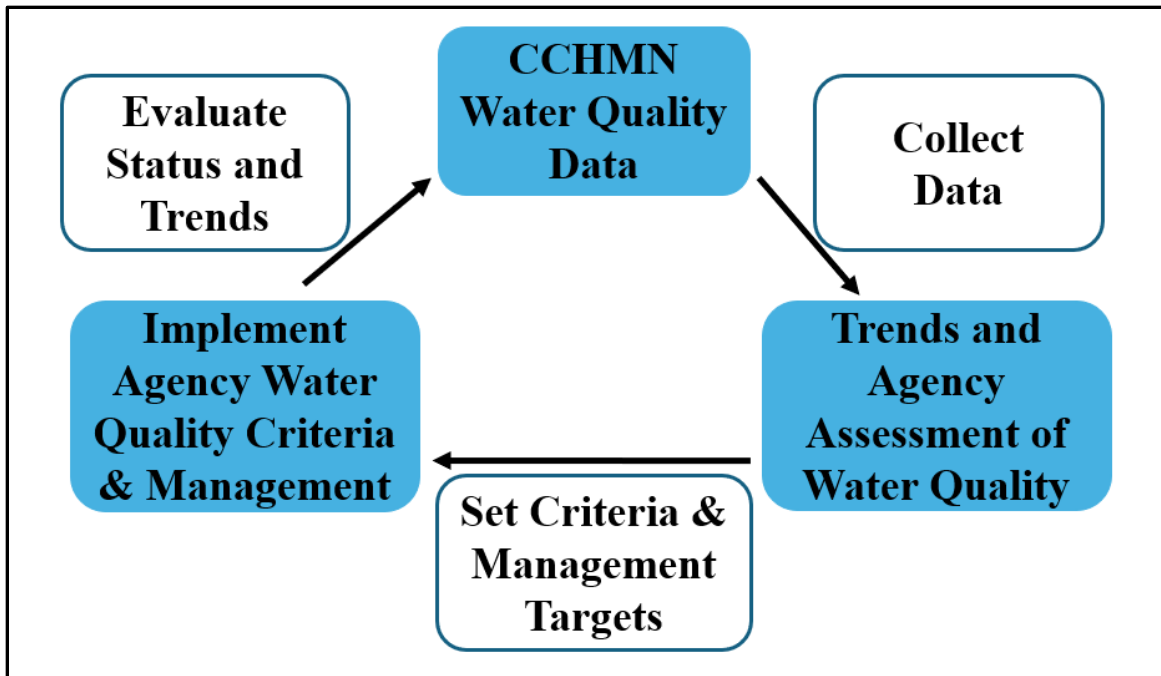 CCHMN
Water Quality
Data
Evaluate
Status and
Trends
Collect
Data
Implement
Agency Water
Quality Criteria
& Management
Trends and
Agency
Assessment of
Water Quality
Set Criteria &
Management
Targets